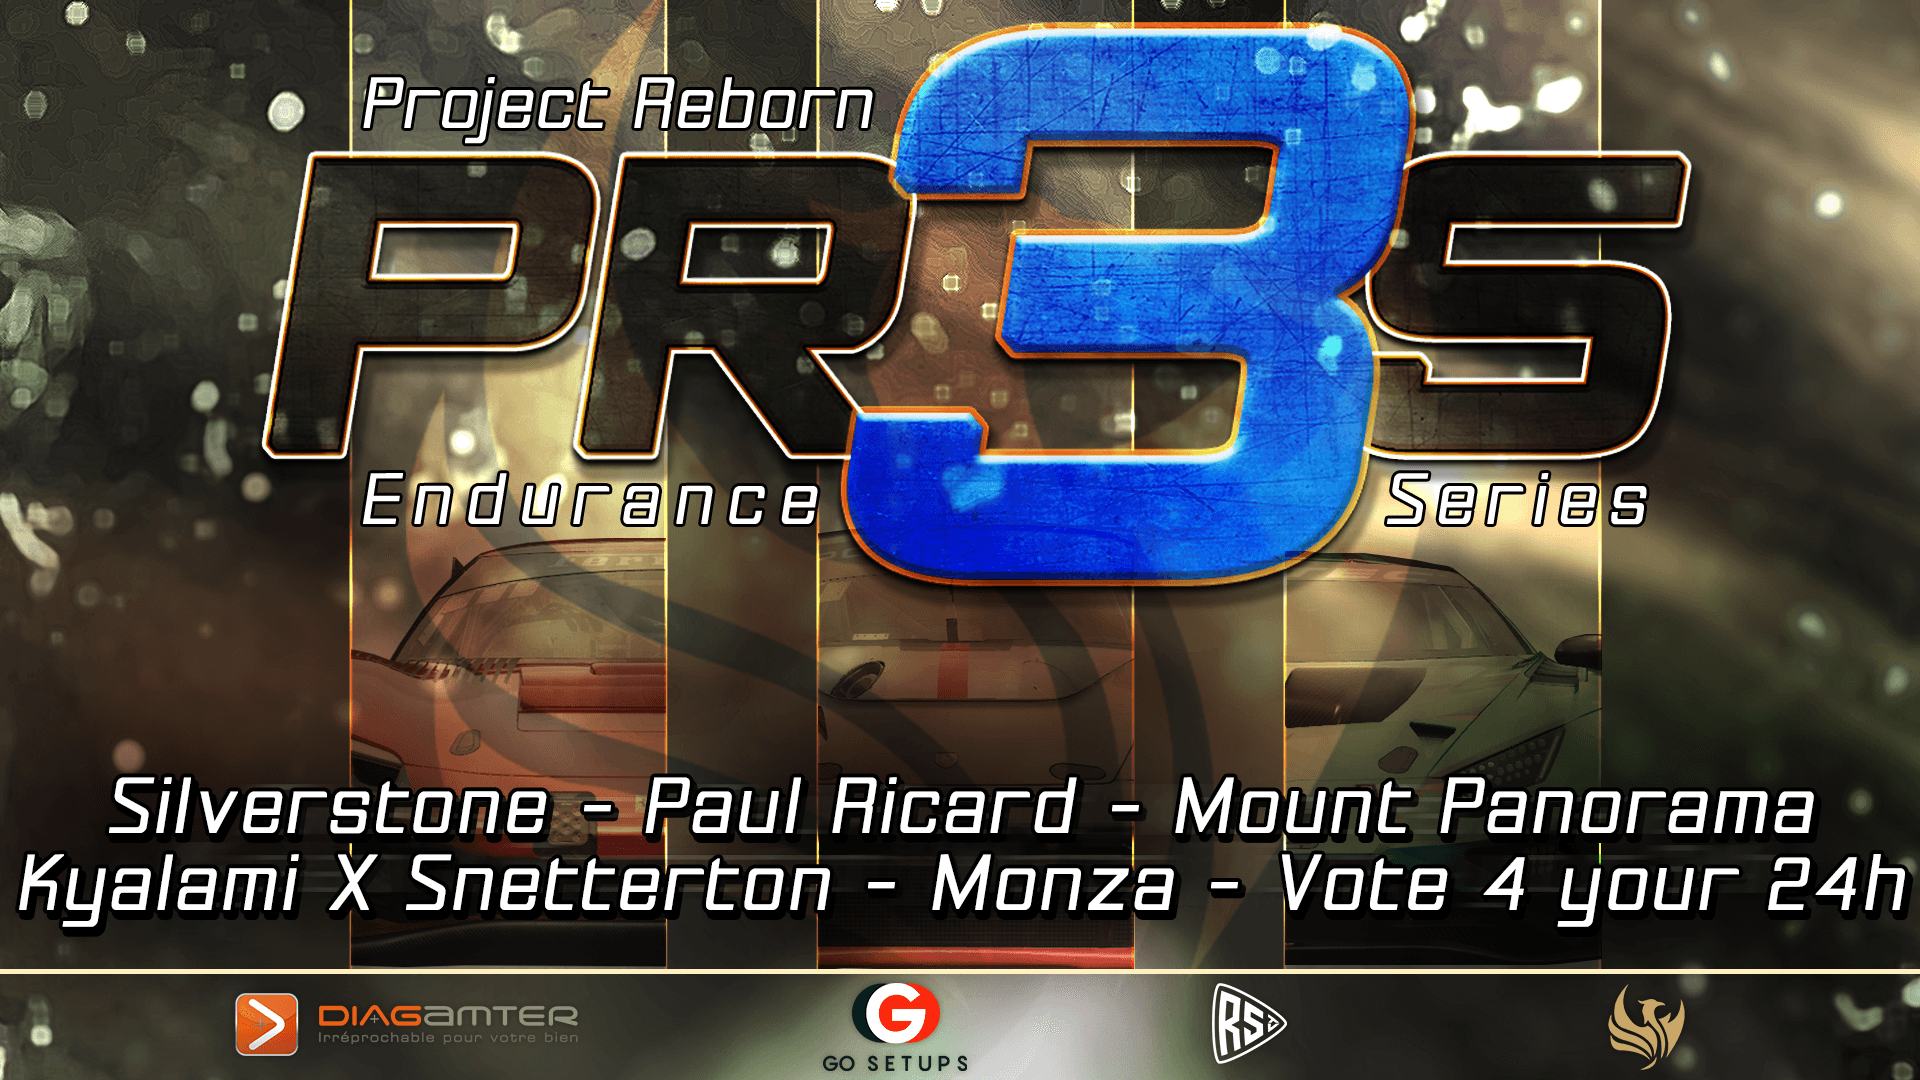 Project Reborn
PR3S
Endurance Series
Silverstone - Paul Ricard - Mount Panorama
Kyalami X Snetterton - Monza - Vote 4 your 24h
DIAGAMTER
Irréprochable pour votre bien
G
GO SETUPS
RS